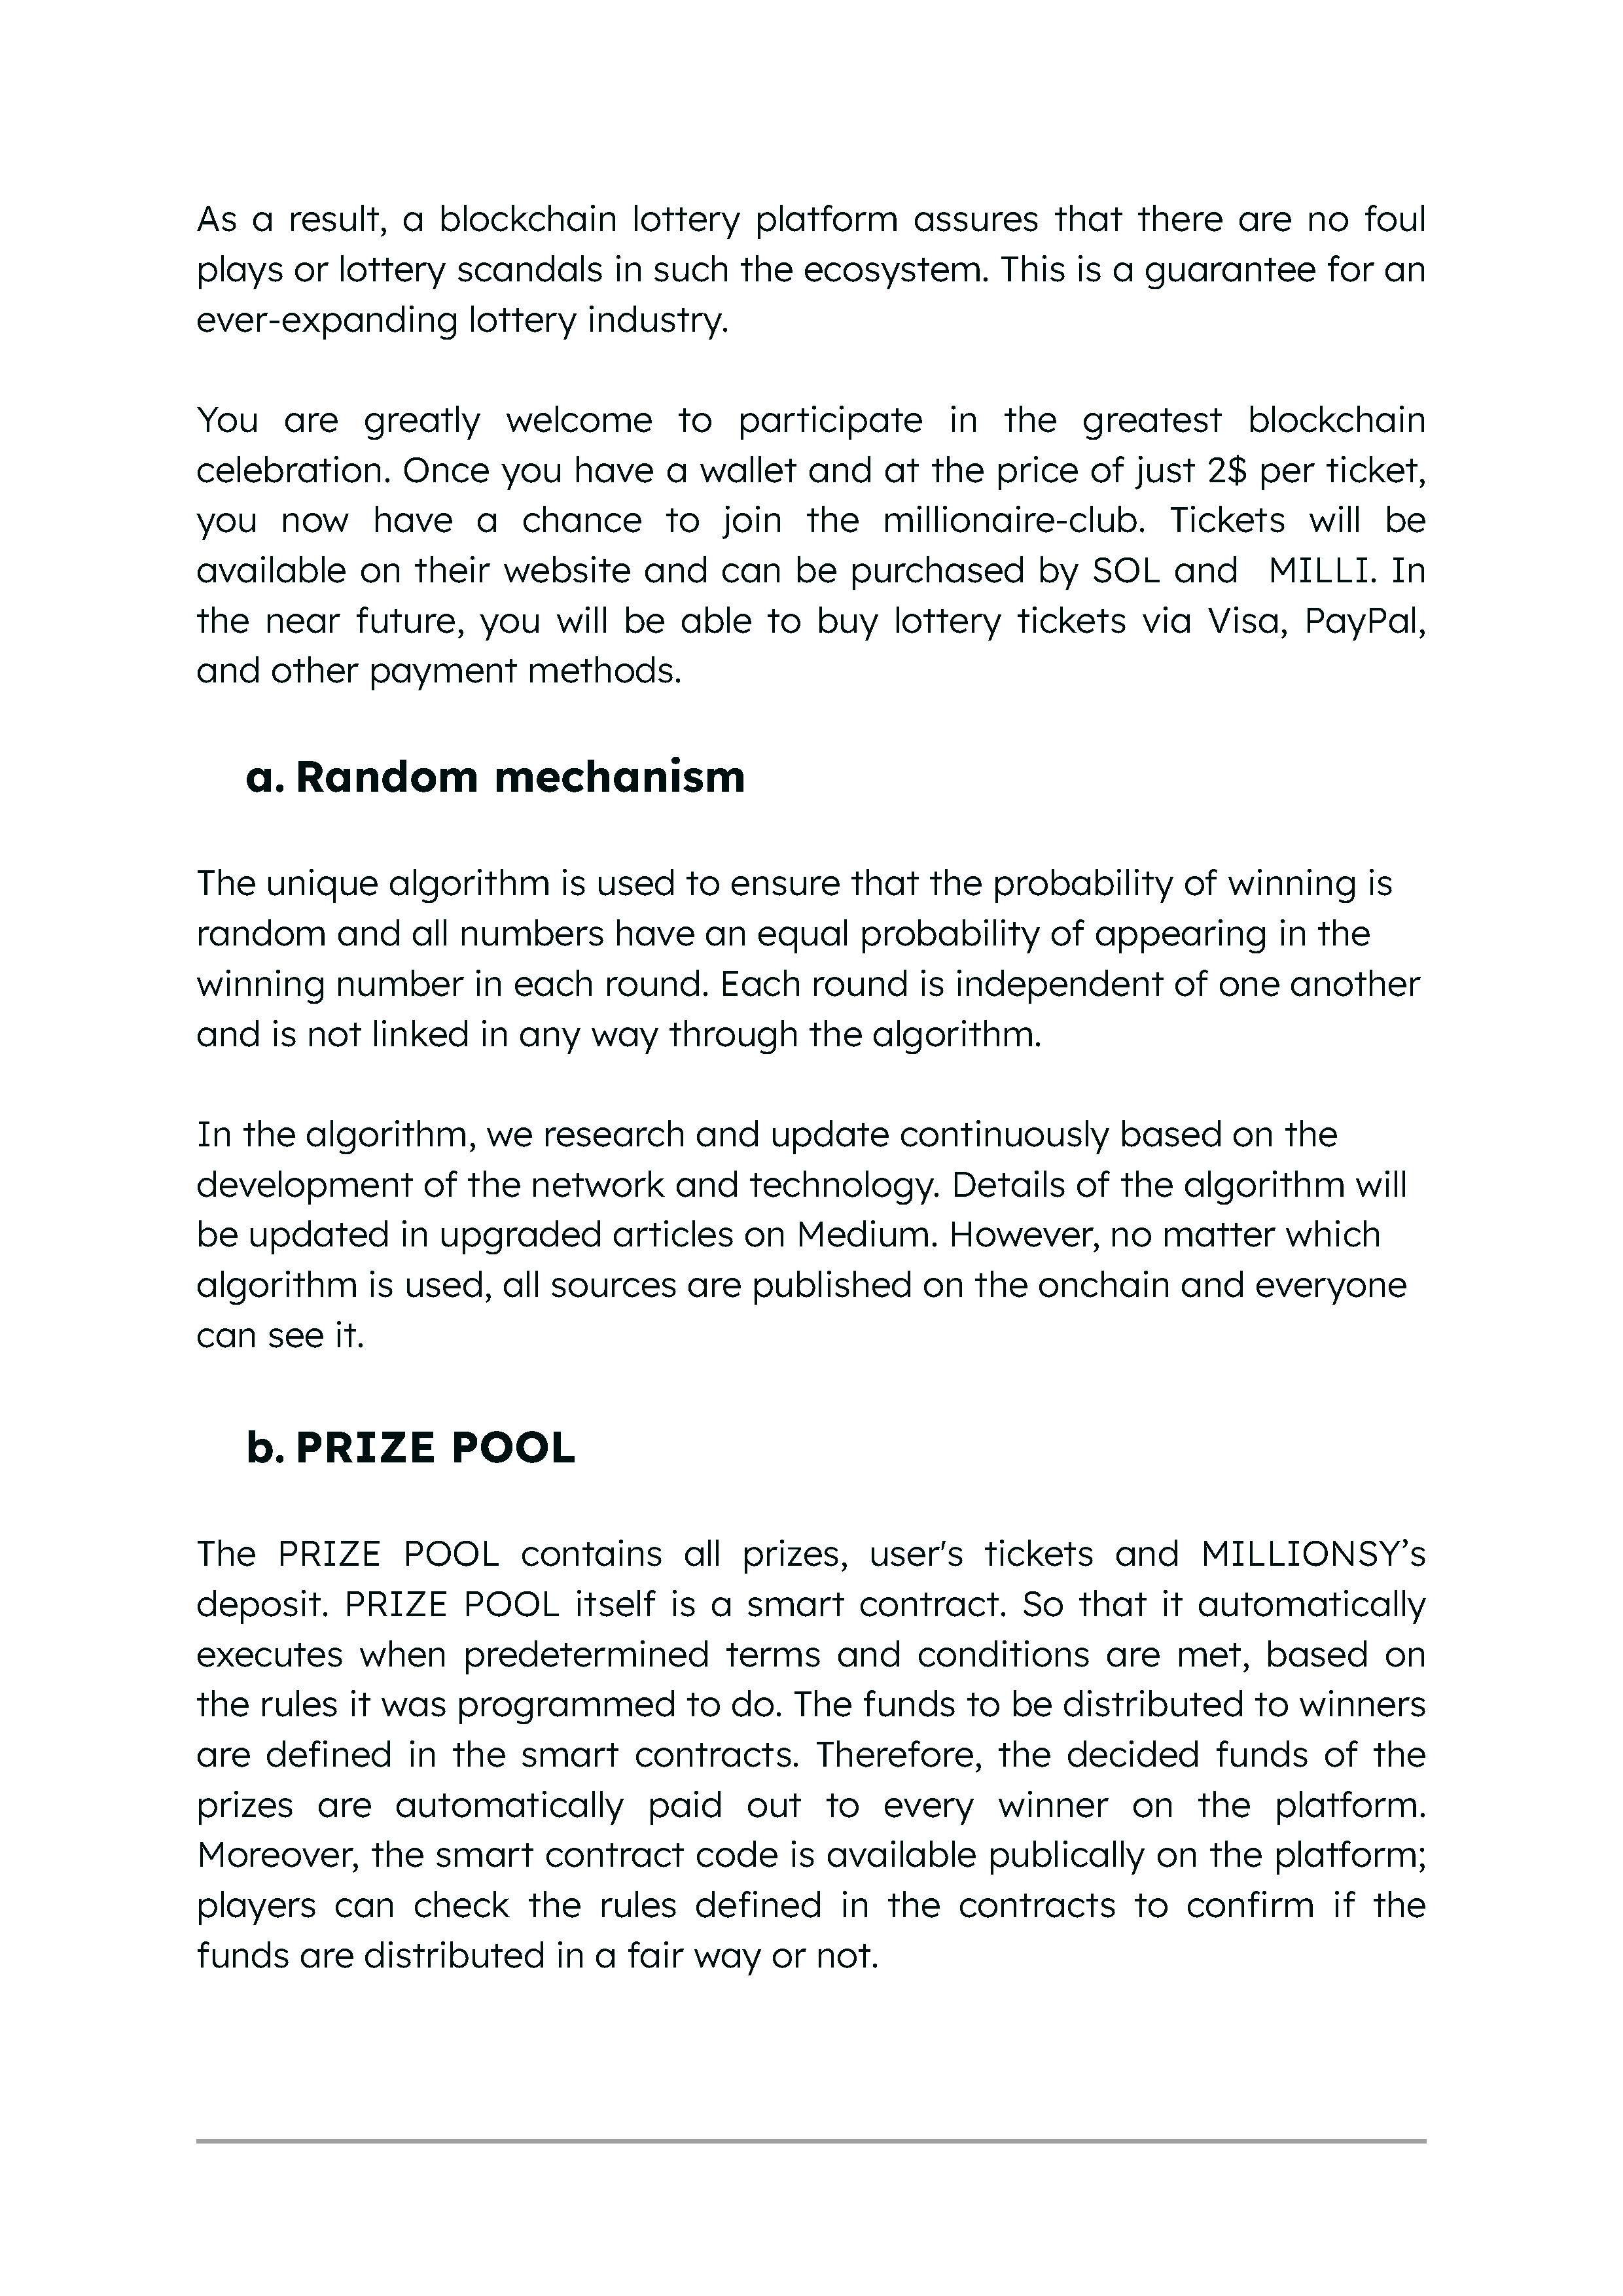 As a result, a blockchain lottery platform assures that there are no foul
plays or lottery scandals in such the ecosystem. This is a guarantee for an
ever-expanding lottery industry.
You are greatly welcome to participate in the greatest blockchain
celebration. Once you have a wallet and at the price of just 2$ per ticket,
you now have a chance to join the millionaire-club. Tickets will be
available on their website and can be purchased by SOL and MILLI. In
the near future, you will be able to buy lottery tickets via Visa, PayPal,
and other payment methods.
a. Random mechanism
The unique algorithm is used to ensure that the probability of winning is
random and all numbers have an equal probability of appearing in the
winning number in each round. Each round is independent of one another
and is not linked in any way through the algorithm.
In the algorithm, we research and update continuously based on the
development of the network and technology. Details of the algorithm will
be updated in upgraded articles on Medium. However, no matter which
algorithm is used, all sources are published on the onchain and everyone
can see it.
b. PRIZE POOL
The PRIZE POOL contains all prizes, user's tickets and MILLIONSY’s
deposit. PRIZE POOL itself is a smart contract. So that it automatically
executes when predetermined terms and conditions are met, based on
the rules it was programmed to do. The funds to be distributed to winners
are defined in the smart contracts. Therefore, the decided funds of the
prizes are automatically paid out to every winner on the platform.
Moreover, the smart contract code is available publically on the platform;
players can check the rules defined in the contracts to confirm if the
funds are distributed in a fair way or not.